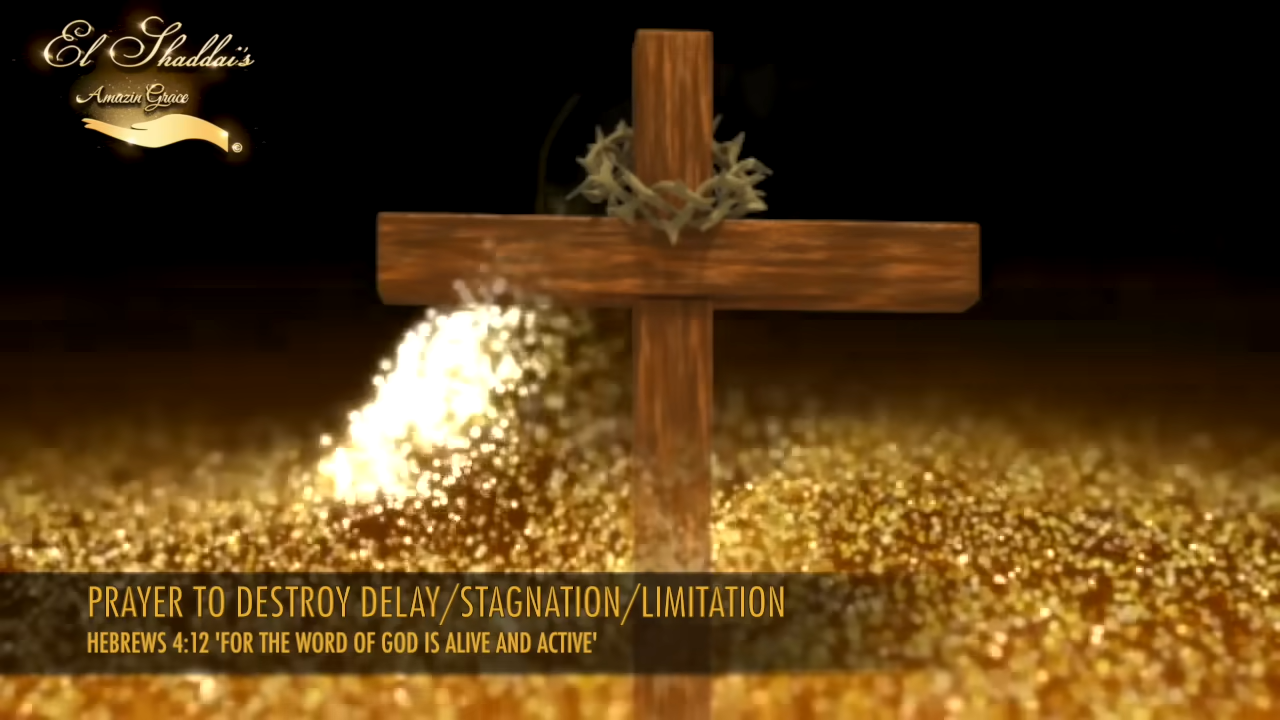 El Shaddai's
Amazin Grace
PRAYER TO DESTROY DELAY/STAGNATION/LIMITATION
HEBREWS 4:12 'FOR THE WORD OF GOD IS ALIVE AND ACTIVE'